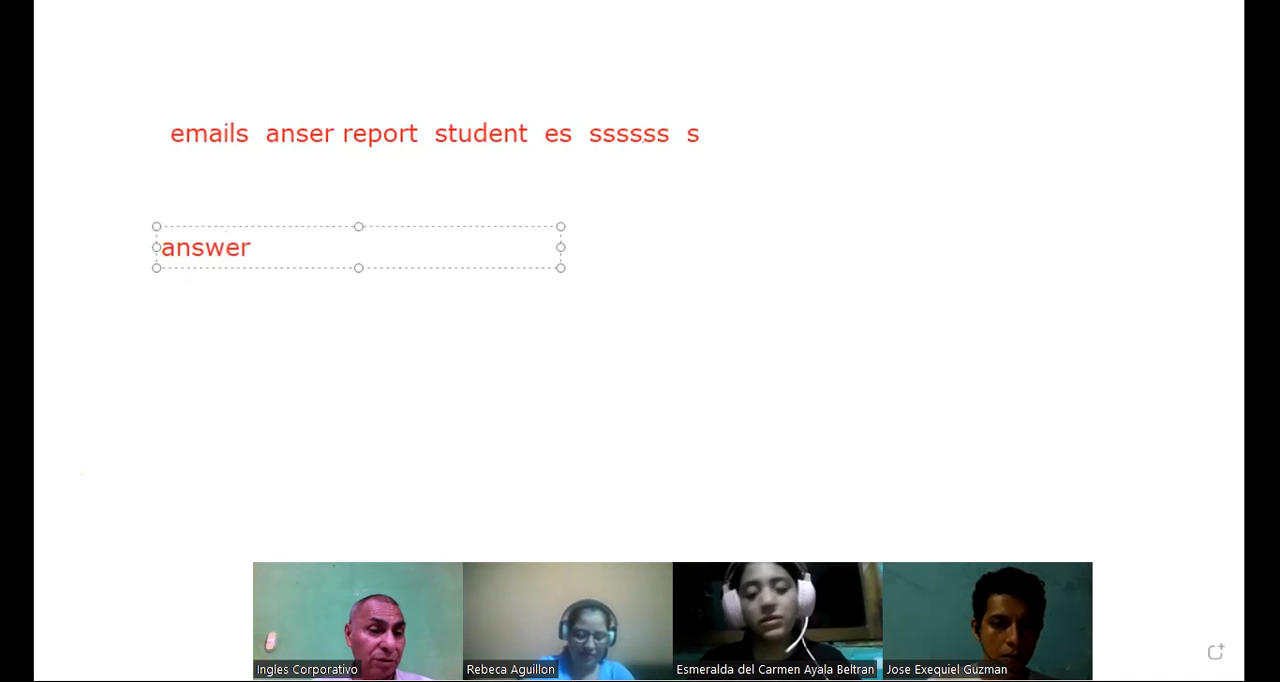 emails anser report student es ssssss s
answer
Ingles Corporativo
Rebeca Aguillon
Esmeralda del Carmen Ayala Beltran
Jose Exequiel Guzman